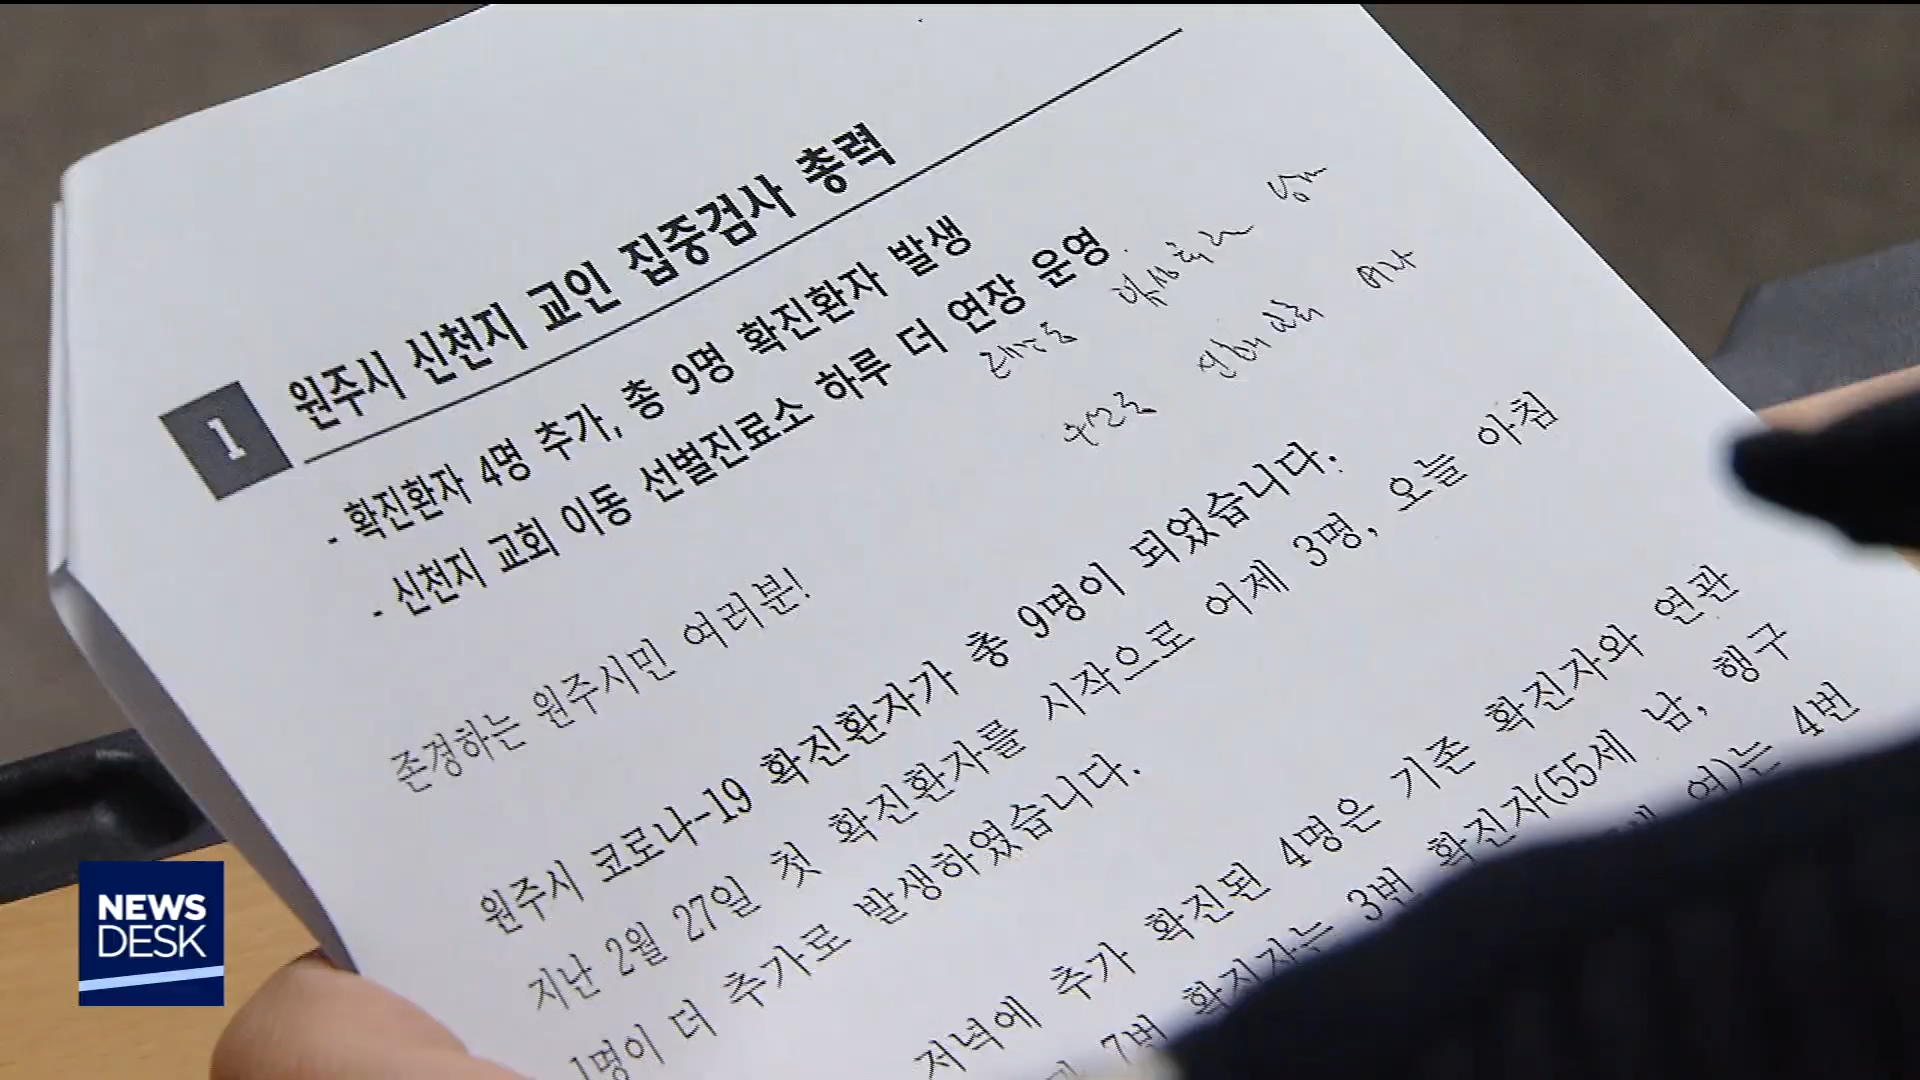 1 원주시 신천지 교인 집중검사 총력
- 확진환자 4명 추가, 총 9명 확진환자 발생
- 신천지 교회 이동 선별진료소 하루 더 연장 운영
존경하는 원주시민 여러분!
원주시 코로나-19 확진환자가 총 9명이 되었습니다.
지난 2월 27일 첫 확진환자를 시작으로 어제 3명, 오늘 아침
1명이 더 추가로 발생하였습니다.
저녁에 추가 확진된 4명은 기존 확진자와 연관
7번 확진자는 3번 확진자(55세 남, 행구
여)는 4번
NEWS
DESK